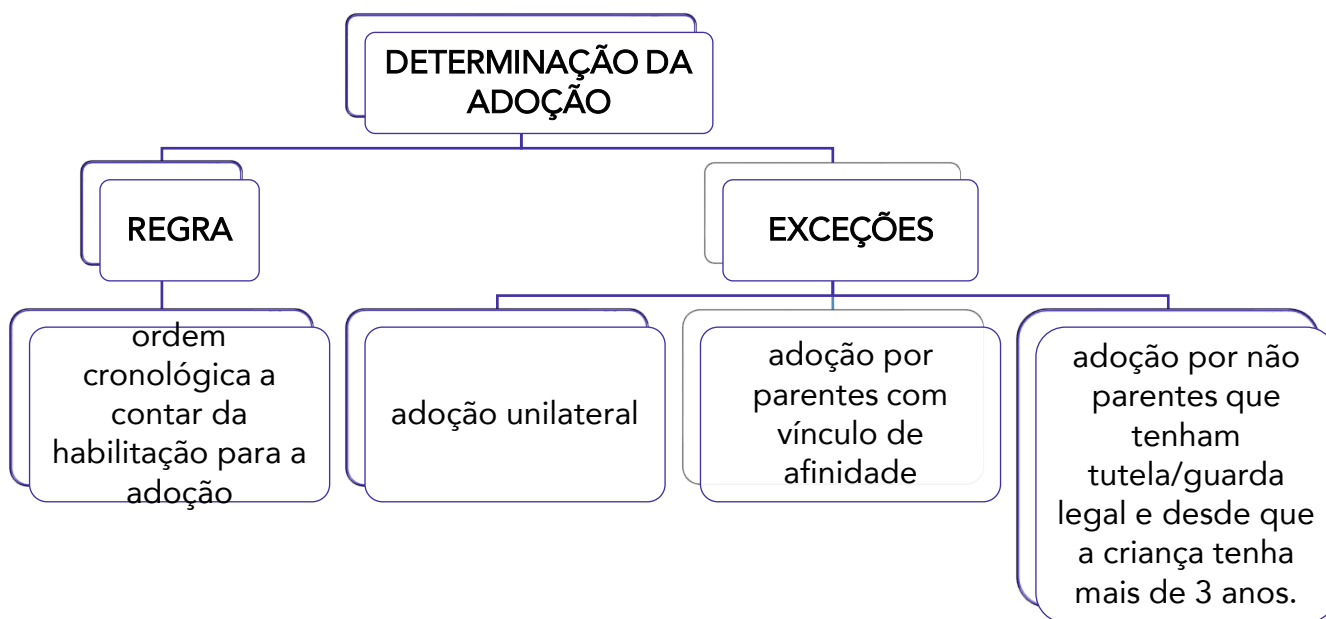 DETERMINAÇÃO DA
ADOÇÃO
REGRA
EXCEÇÕES
ordem
cronológica a
contar da
habilitação para a
adoção
adoção unilateral
adoção por
parentes com
vínculo de
afinidade
adoção por não
parentes que
tenham
tutela/guarda
legal e desde que
a criança tenha
mais de 3 anos.